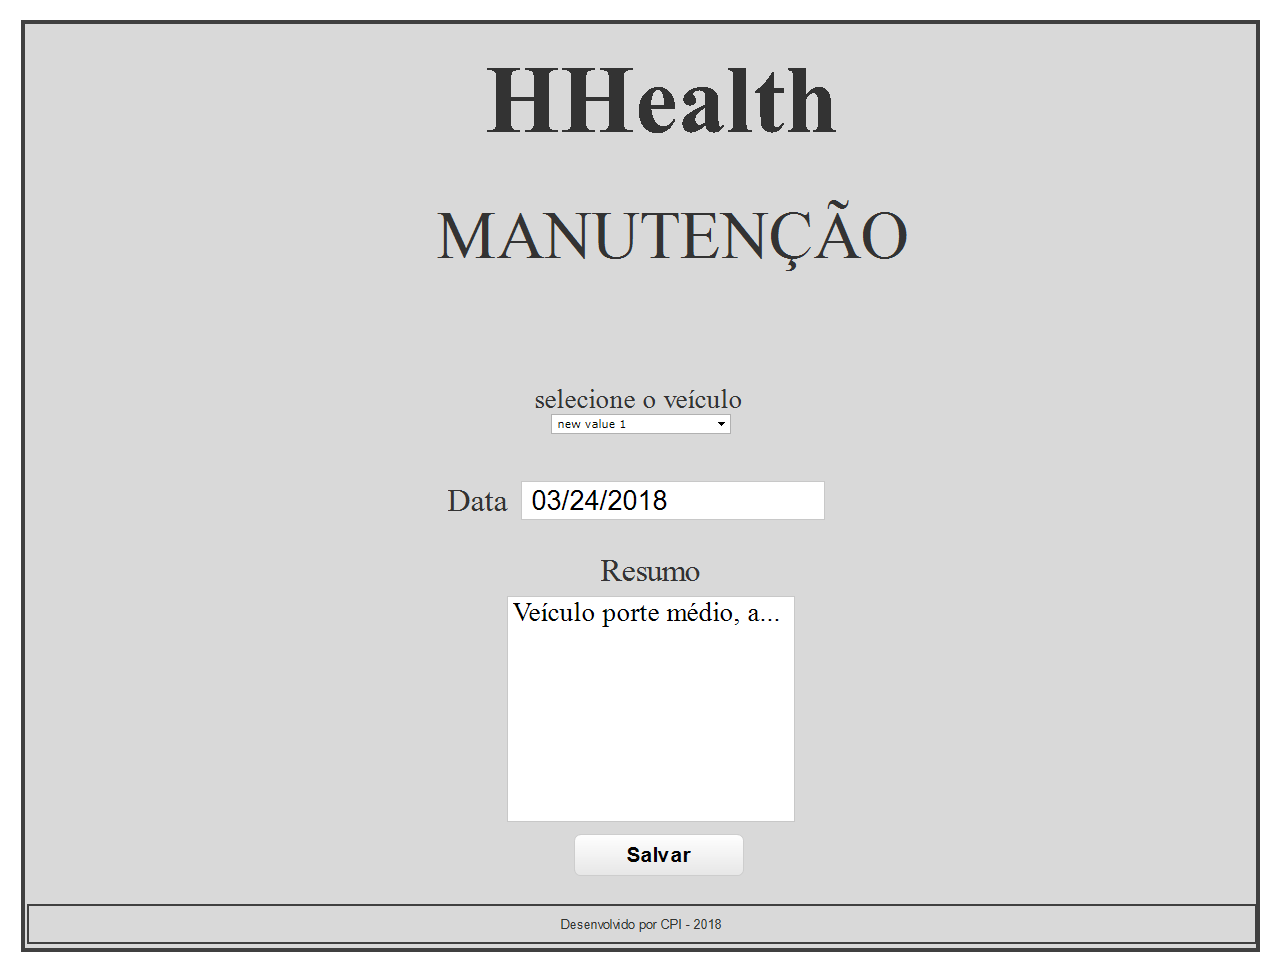 HHealth
MANUTENÇÃO
selecione o veículo
new value 1
Data 03/24/2018
Resumo
Veículo porte médio, a...
Salvar
Desenvolvido por CPI - 2018